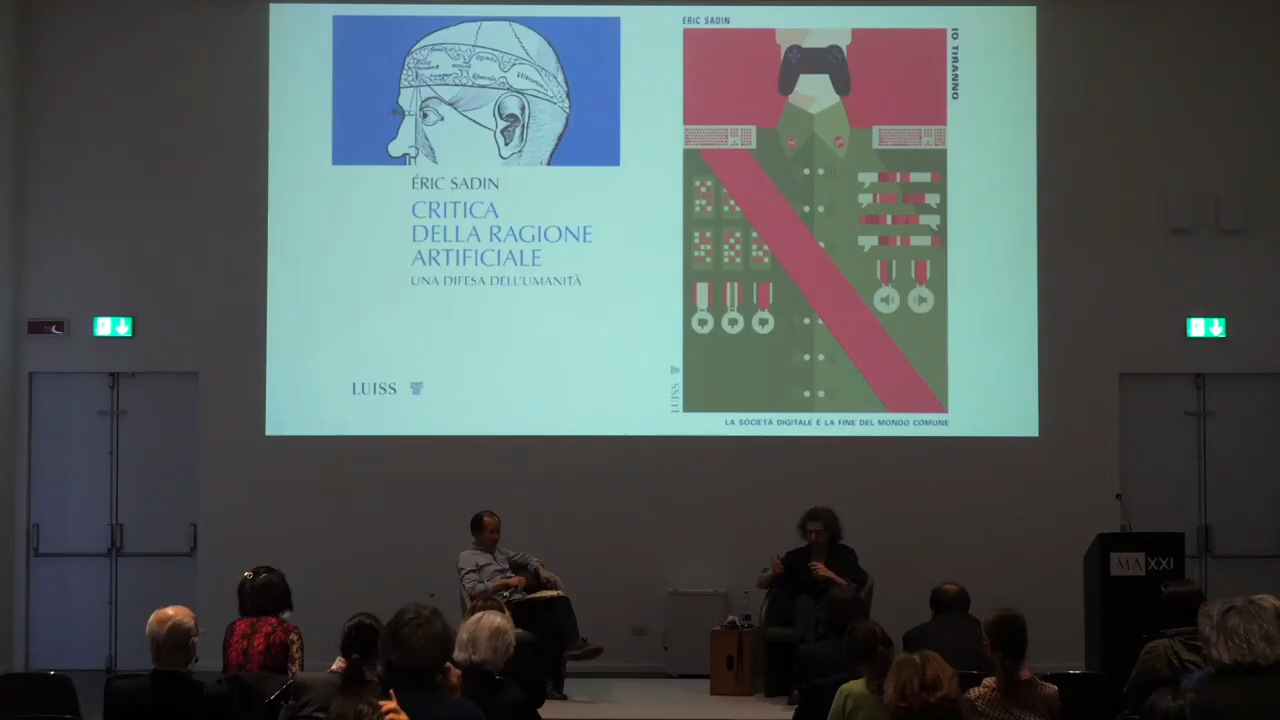 ÉRIC SADIN
CRITICA
DELLA RAGIONE
ARTIFICIALE
UNA DIFESA DELL'UMANITÀ
LUISS
ERIC SADIN
IO TIRANNO
LUISS
LA SOCIETÀ DIGITALE E LA FINE DEL MONDO COMUNE
MAXXI